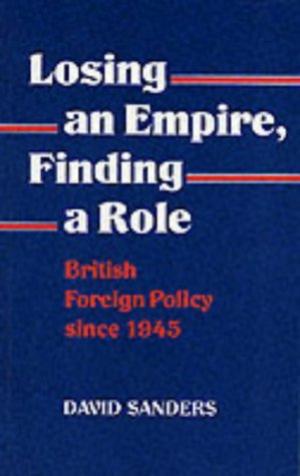 Losing
an Empire,
Finding
a Role
British
Foreign Policy
since 1945
DAVID SANDERS